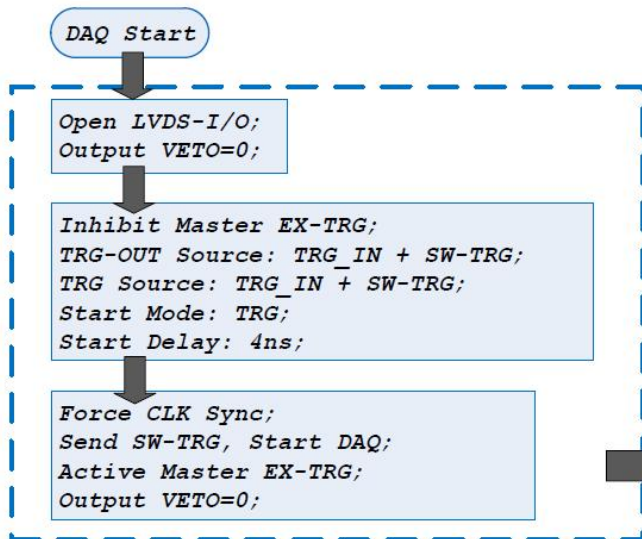 DAQ Start
Open LVDS-I/O;
Output VETO=0;
Inhibit Master EX-TRG;
TRG-OUT Source: TRG_IN + SW-TRG;
TRG Source: TRG_IN + SW-TRG;
Start Mode: TRG;
Start Delay: 4ns;
Force CLK Sync;
Send SW-TRG, Start DAQ;
Active Master EX-TRG;
Output VETO=0;